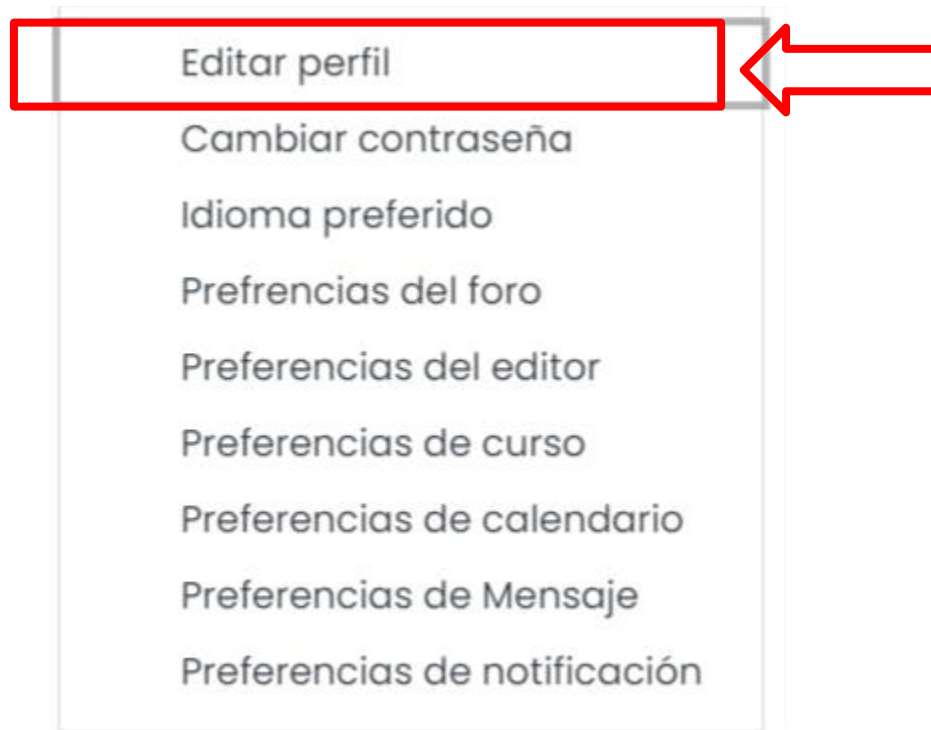 Editar perfil
Cambiar contraseña
Idioma preferido
Prefrencias del foro
Preferencias del editor
Preferencias de curso
Preferencias de calendario
Preferencias de Mensaje
Preferencias de notificación